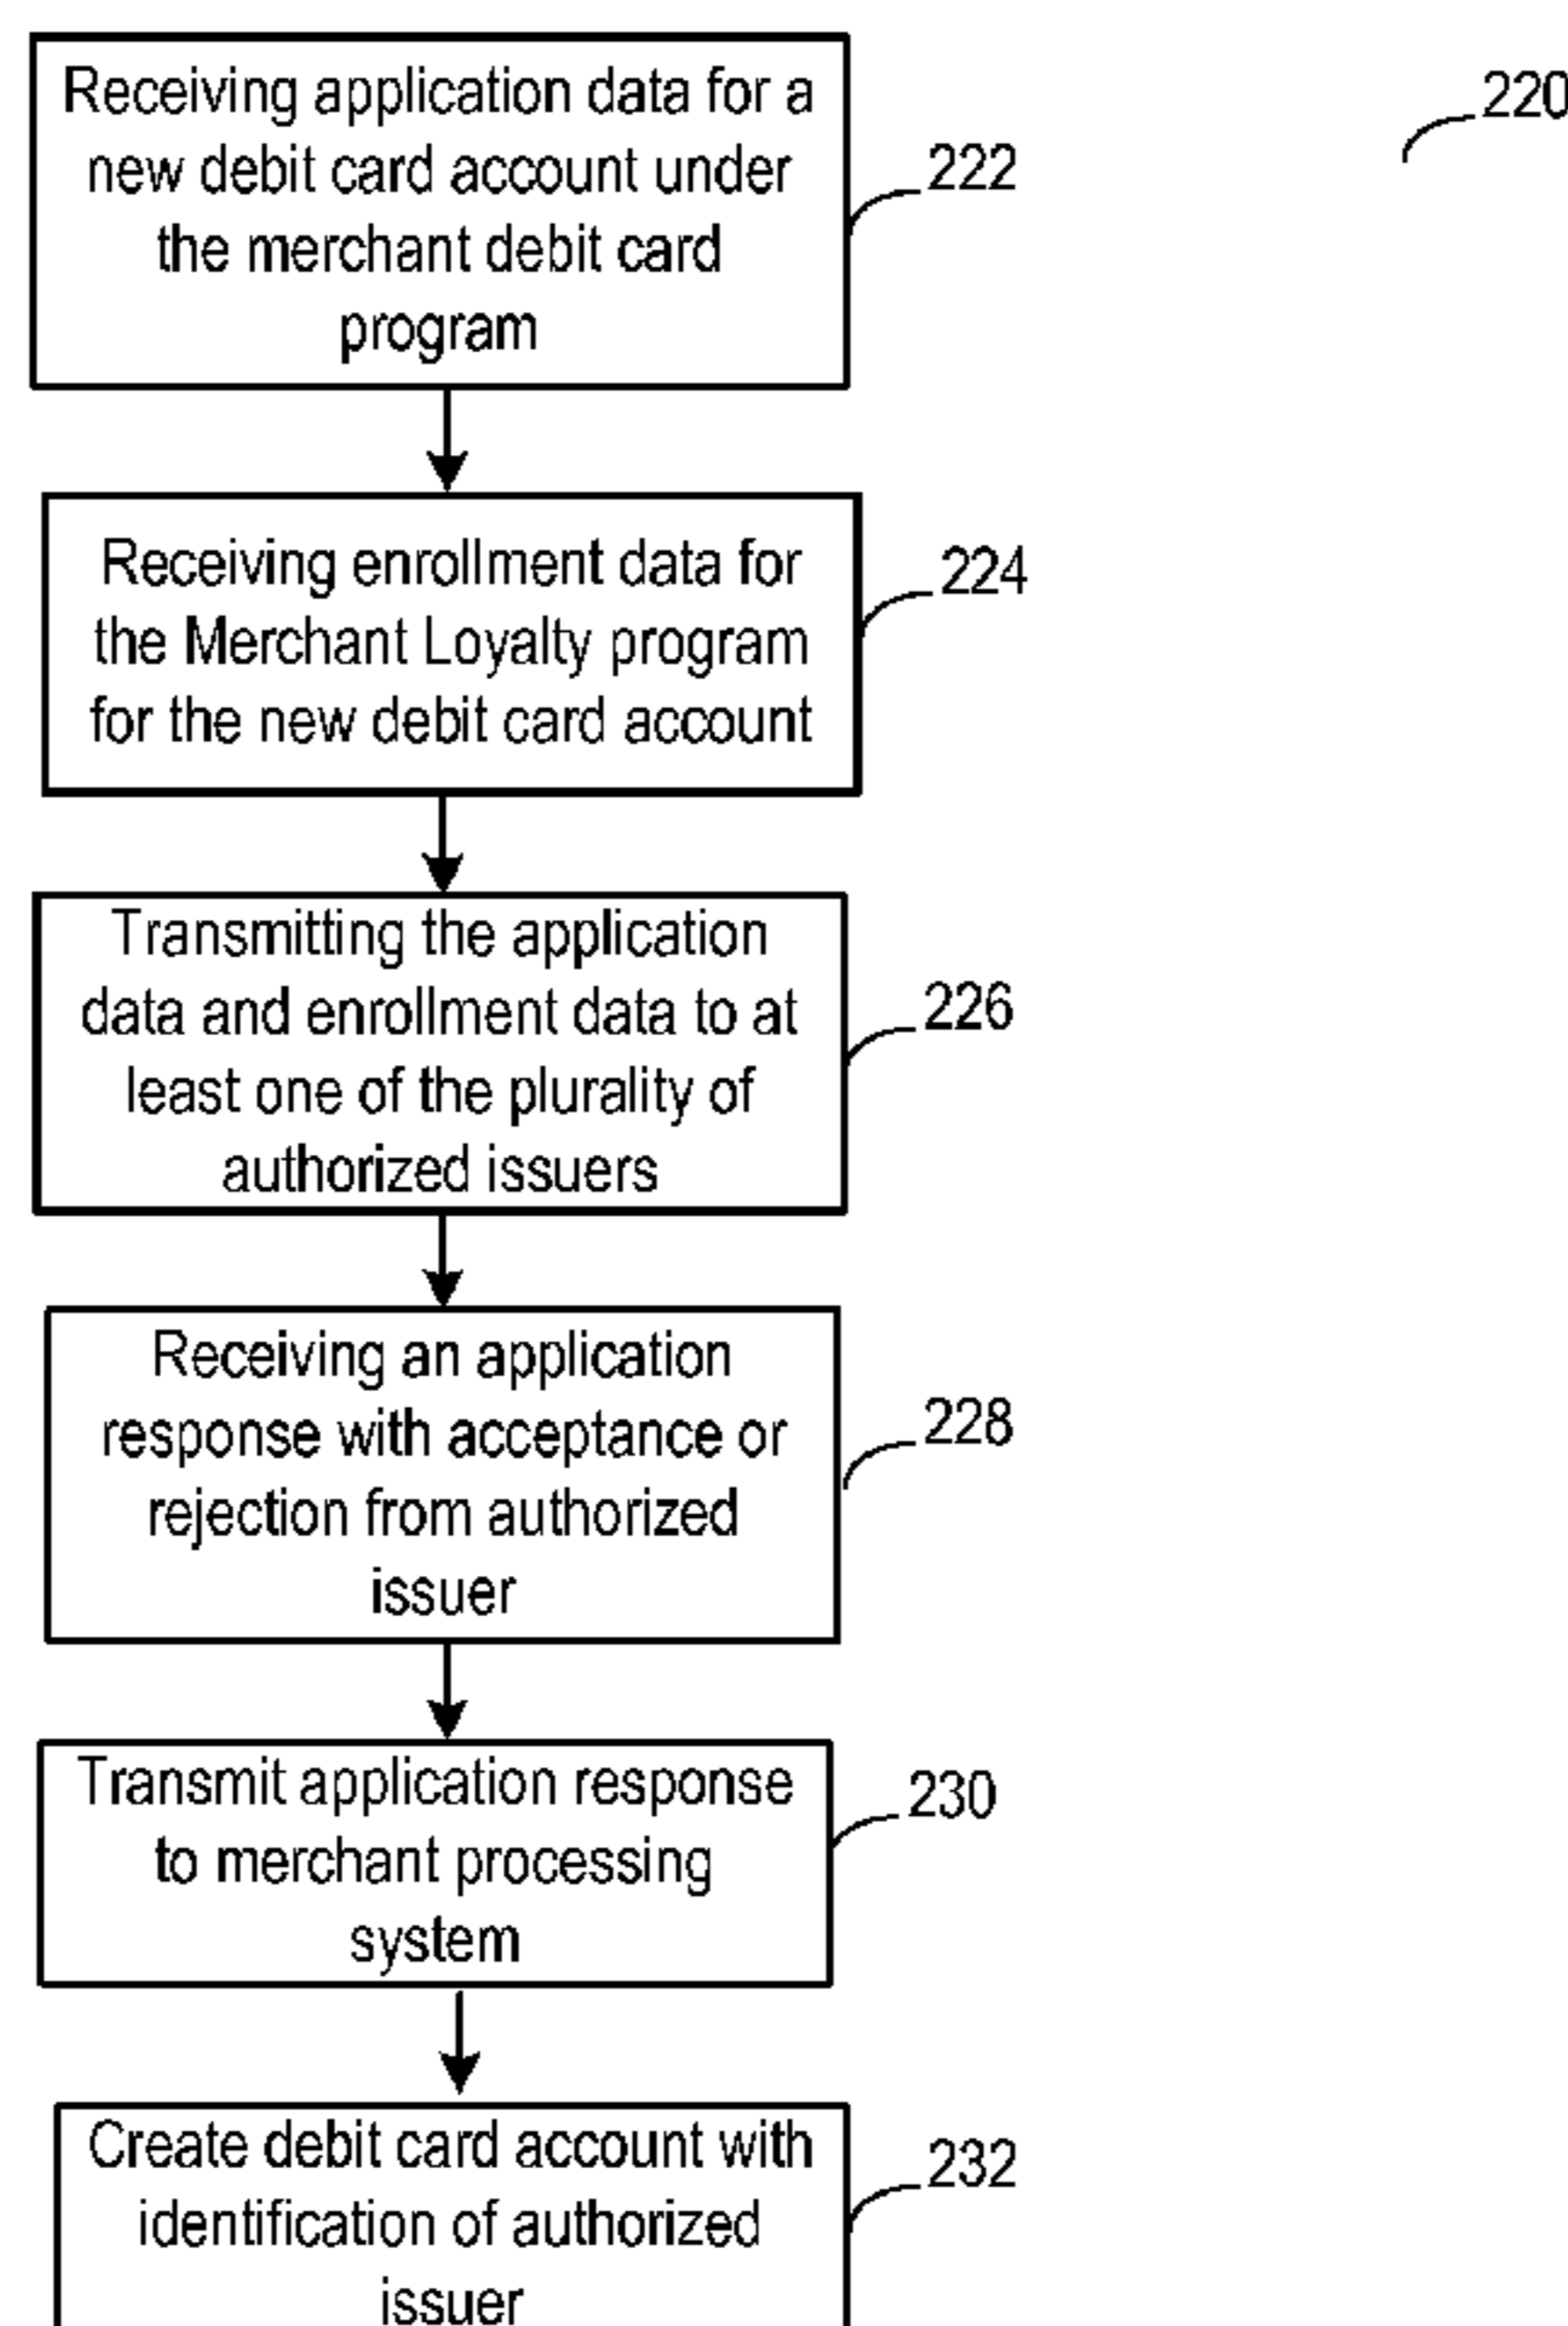 220
Receiving application data for a
new debit card account under
the merchant debit card
program
222
Receiving enrollment data for
the Merchant Loyalty program
for the new debit card account
224
Transmitting the application
data and enrollment data to at
least one of the plurality of
authorized issuers
226
Receiving an application
response with acceptance or
rejection from authorized
issuer
228
Transmit application response
to merchant processing
system
230
Create debit card account with
identification of authorized
issuer
232